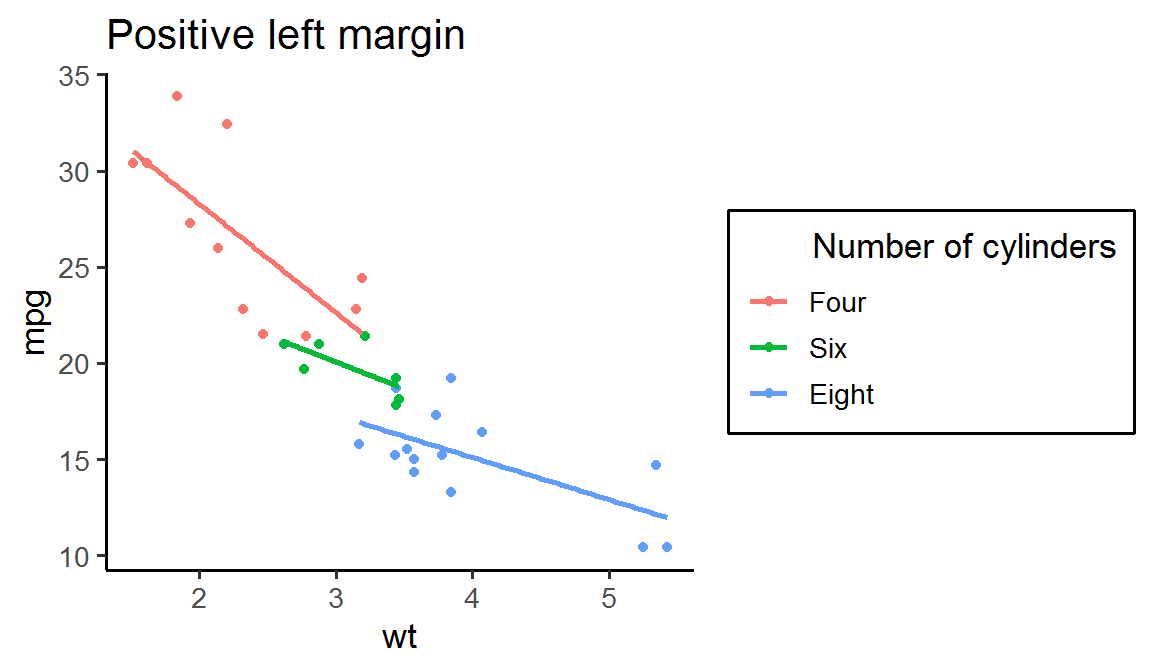 Positive left margin
35
30
25
20
15
10
mpg
2 3 4 5
wt
Number of cylinders
Four
Six
Eight